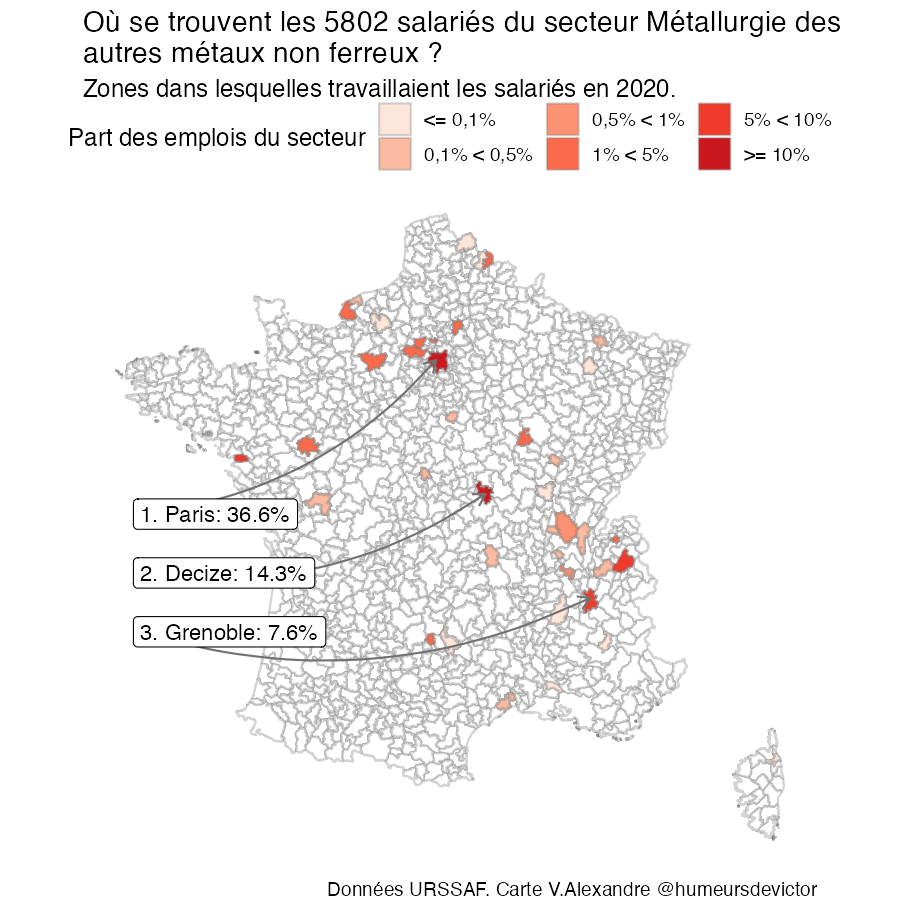 Où se trouvent les 5802 salariés du secteur Métallurgie des
autres métaux non ferreux ?
Zones dans lesquelles travaillaient les salariés en 2020.
Part des emplois du secteur
<= 0,1%
0,1% < 0,5%
0,5% < 1%
1% < 5%
5% < 10%
>= 10%
1. Paris: 36.6%
2. Decize: 14.3%
3. Grenoble: 7.6%
Données URSSAF. Carte V.Alexandre @humeursdevictor